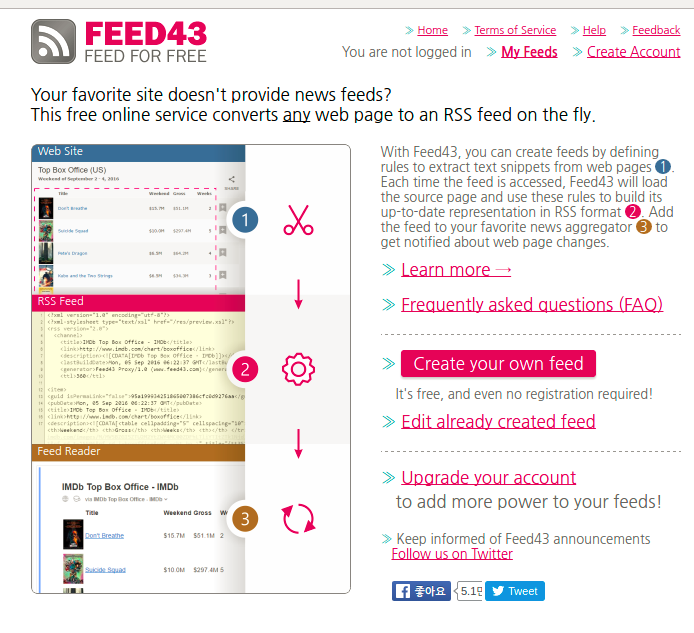 FEED43
FEED FOR FREE
Home
Terms of Service
Help
Feedback
You are not logged in
My Feeds
Create Account
Your favorite site doesn't provide news feeds?
This free online service converts any web page to an RSS feed on the fly.
Web Site
Top Box Office (US)
Weekend of September 2 - 4, 2016
Title Weekend Gross Weeks
Don't Breathe $15.7M $51.1M 2
Suicide Squad $10.0M $297.4M 5
Pete's Dragon $6.5M 4
Kubo and the Two Strings $6.5M 3
1
RSS Feed
<?xml version="1.0" encoding="utf-8"?>
<?xml-stylesheet type="text/xsl" href="/res/preview.xsl"?>
<rss version="2.0">
<channel>
<title>IMDb Top Box Office - IMDb</title>
<link>http://www.imdb.com/chart/boxoffice</link>
<description><![CDATA[IMDb Top Box Office - IMDb]]>
<lastBuildDate>Mon, 05 Sep 2016 06:22:37 GMT
<generator>Feed43 Proxy/1.0 (www.feed43.com)
<ttl>360</ttl>
<item>
<guid isPermaLink="false">
<pubDate>Mon, 05 Sep 2016 06:22:37 GMT
<title>IMDb Top Box Office - IMDb</title>
<link>http://www.imdb.com/chart/boxoffice</link>
<description><![CDATA[<table cellpadding="5" cellspacing="10"
<th>Weekend</th> <th>Gross</th> <th>Weeks</th>
2
Feed Reader
IMDb Top Box Office - IMDb
via IMDb Top Box Office - IMDb
Title Weekend Gross
Don't Breathe $15.7M $51.1M 2
Suicide Squad $10.0M $297.4M 5
3
With Feed43, you can create feeds by defining
rules to extract text snippets from web pages 1.
Each time the feed is accessed, Feed43 will load
the source page and use these rules to build its
up-to-date representation in RSS format 2. Add
the feed to your favorite news aggregator 3 to
get notified about web page changes.
Learn more →
Frequently asked questions (FAQ)
Create your own feed
It's free, and even no registration required!
Edit already created feed
Upgrade your account
to add more power to your feeds!
Keep informed of Feed43 announcements
Follow us on Twitter
좋아요 5.1만 Tweet